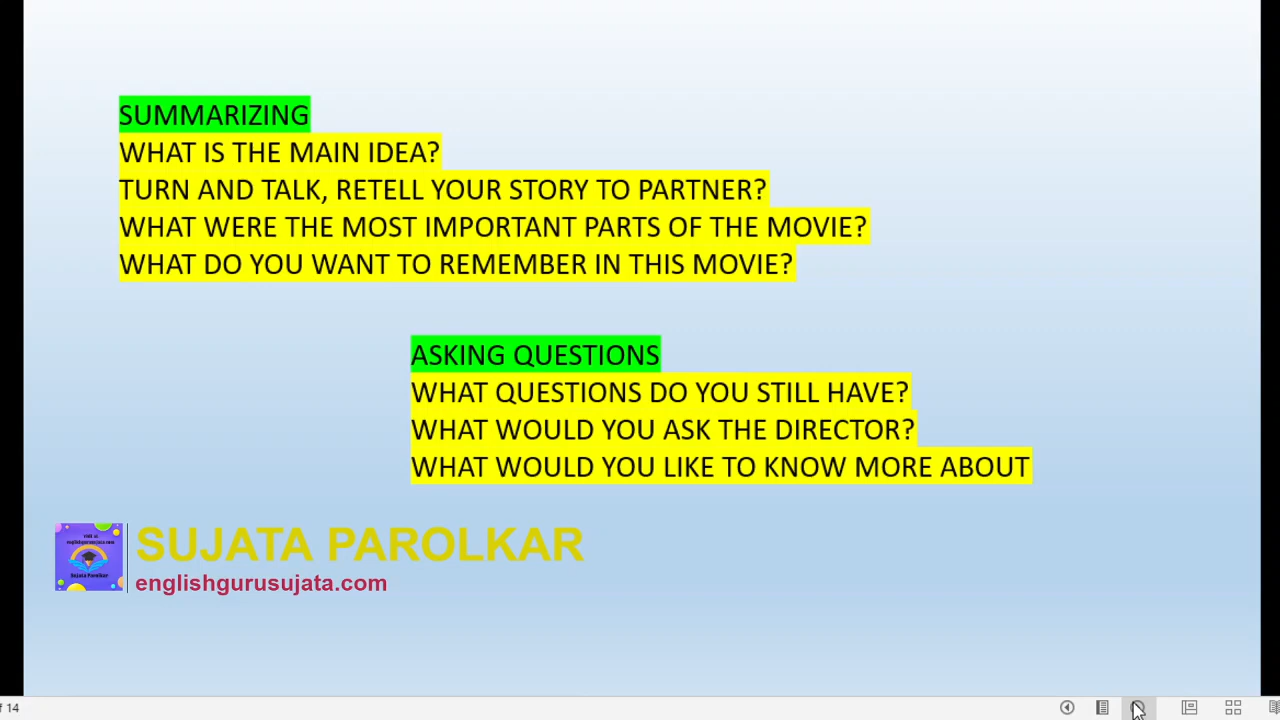 SUMMARIZING
WHAT IS THE MAIN IDEA?
TURN AND TALK, RETELL YOUR STORY TO PARTNER?
WHAT WERE THE MOST IMPORTANT PARTS OF THE MOVIE?
WHAT DO YOU WANT TO REMEMBER IN THIS MOVIE?
ASKING QUESTIONS
WHAT QUESTIONS DO YOU STILL HAVE?
WHAT WOULD YOU ASK THE DIRECTOR?
WHAT WOULD YOU LIKE TO KNOW MORE ABOUT
SUJATA PAROLKAR
englishgurusujata.com
Sujata Parolkar
f 14